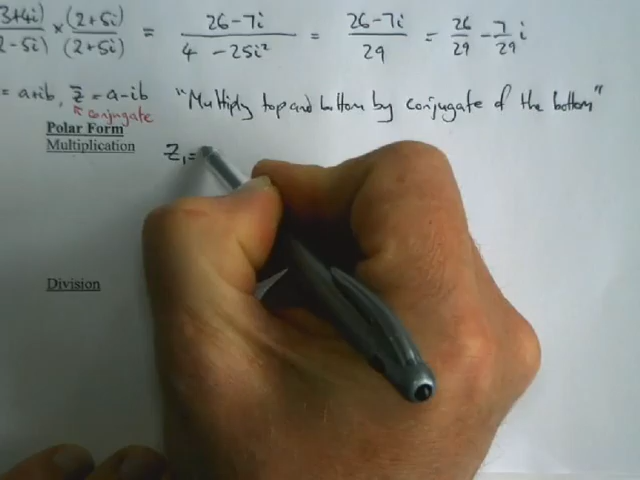 3+4i)/2-5i) × (2+5i)/(2+5i) = 26-7i/4 -25i² = 26-7i/29 = 26/29 - 7/29 i
= a+ib, z̄ = a-ib "Multiply top and bottom by conjugate of the bottom"
conjugate
Polar Form
Multiplication Z₁=
Division